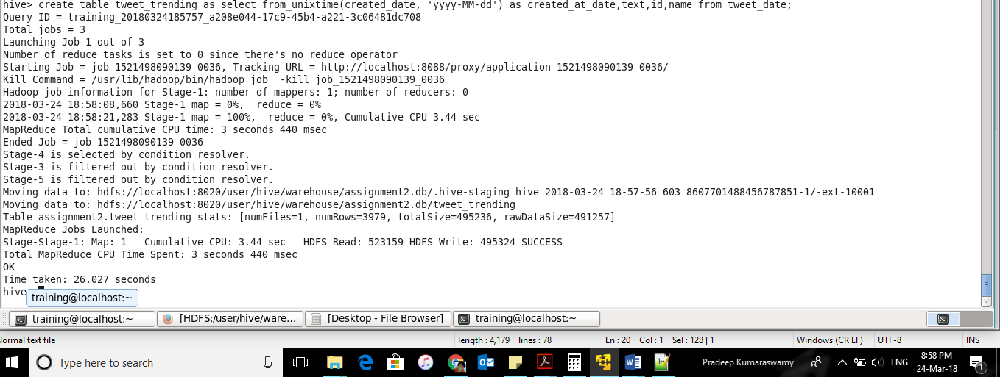 hive> create table tweet_trending as select from_unixtime(created_date, 'yyyy-MM-dd') as created_at_date,text,id,name from tweet_date;
Query ID = training_20180324185757_a208e044-17c9-45b4-a221-3c06481dc708
Total jobs = 3
Launching Job 1 out of 3
Number of reduce tasks is set to 0 since there's no reduce operator
Starting Job = job_1521498090139_0036, Tracking URL = http://localhost:8088/proxy/application_1521498090139_0036/
Kill Command = /usr/lib/hadoop/bin/hadoop job  -kill job_1521498090139_0036
Hadoop job information for Stage-1: number of mappers: 1; number of reducers: 0
2018-03-24 18:58:08,660 Stage-1 map = 0%,  reduce = 0%
2018-03-24 18:58:21,283 Stage-1 map = 100%,  reduce = 0%, Cumulative CPU 3.44 sec
MapReduce Total cumulative CPU time: 3 seconds 440 msec
Ended Job = job_1521498090139_0036
Stage-4 is selected by condition resolver.
Stage-3 is filtered out by condition resolver.
Stage-5 is filtered out by condition resolver.
Moving data to: hdfs://localhost:8020/user/hive/warehouse/assignment2.db/.hive-staging_hive_2018-03-24_18-57-56_603_8607701488456787851-1/-ext-10001
Moving data to: hdfs://localhost:8020/user/hive/warehouse/assignment2.db/tweet_trending
Table assignment2.tweet_trending stats: [numFiles=1, numRows=3979, totalSize=495236, rawDataSize=491257]
MapReduce Jobs Launched:
Stage-Stage-1: Map: 1   Cumulative CPU: 3.44 sec   HDFS Read: 523159 HDFS Write: 495324 SUCCESS
Total MapReduce CPU Time Spent: 3 seconds 440 msec
OK
Time taken: 26.027 seconds
hive
training@localhost:~
training@localhost:~ [HDFS:/user/hive/ware... [Desktop - File Browser] training@localhost:~
Normal text file length : 4,179 lines : 78 Ln : 20 Col : 1 Sel : 128 | 1 Windows (CR LF) UTF-8 INS
Type here to search Pradeep Kumaraswamy ENG 8:58 PM
24-Mar-18 1